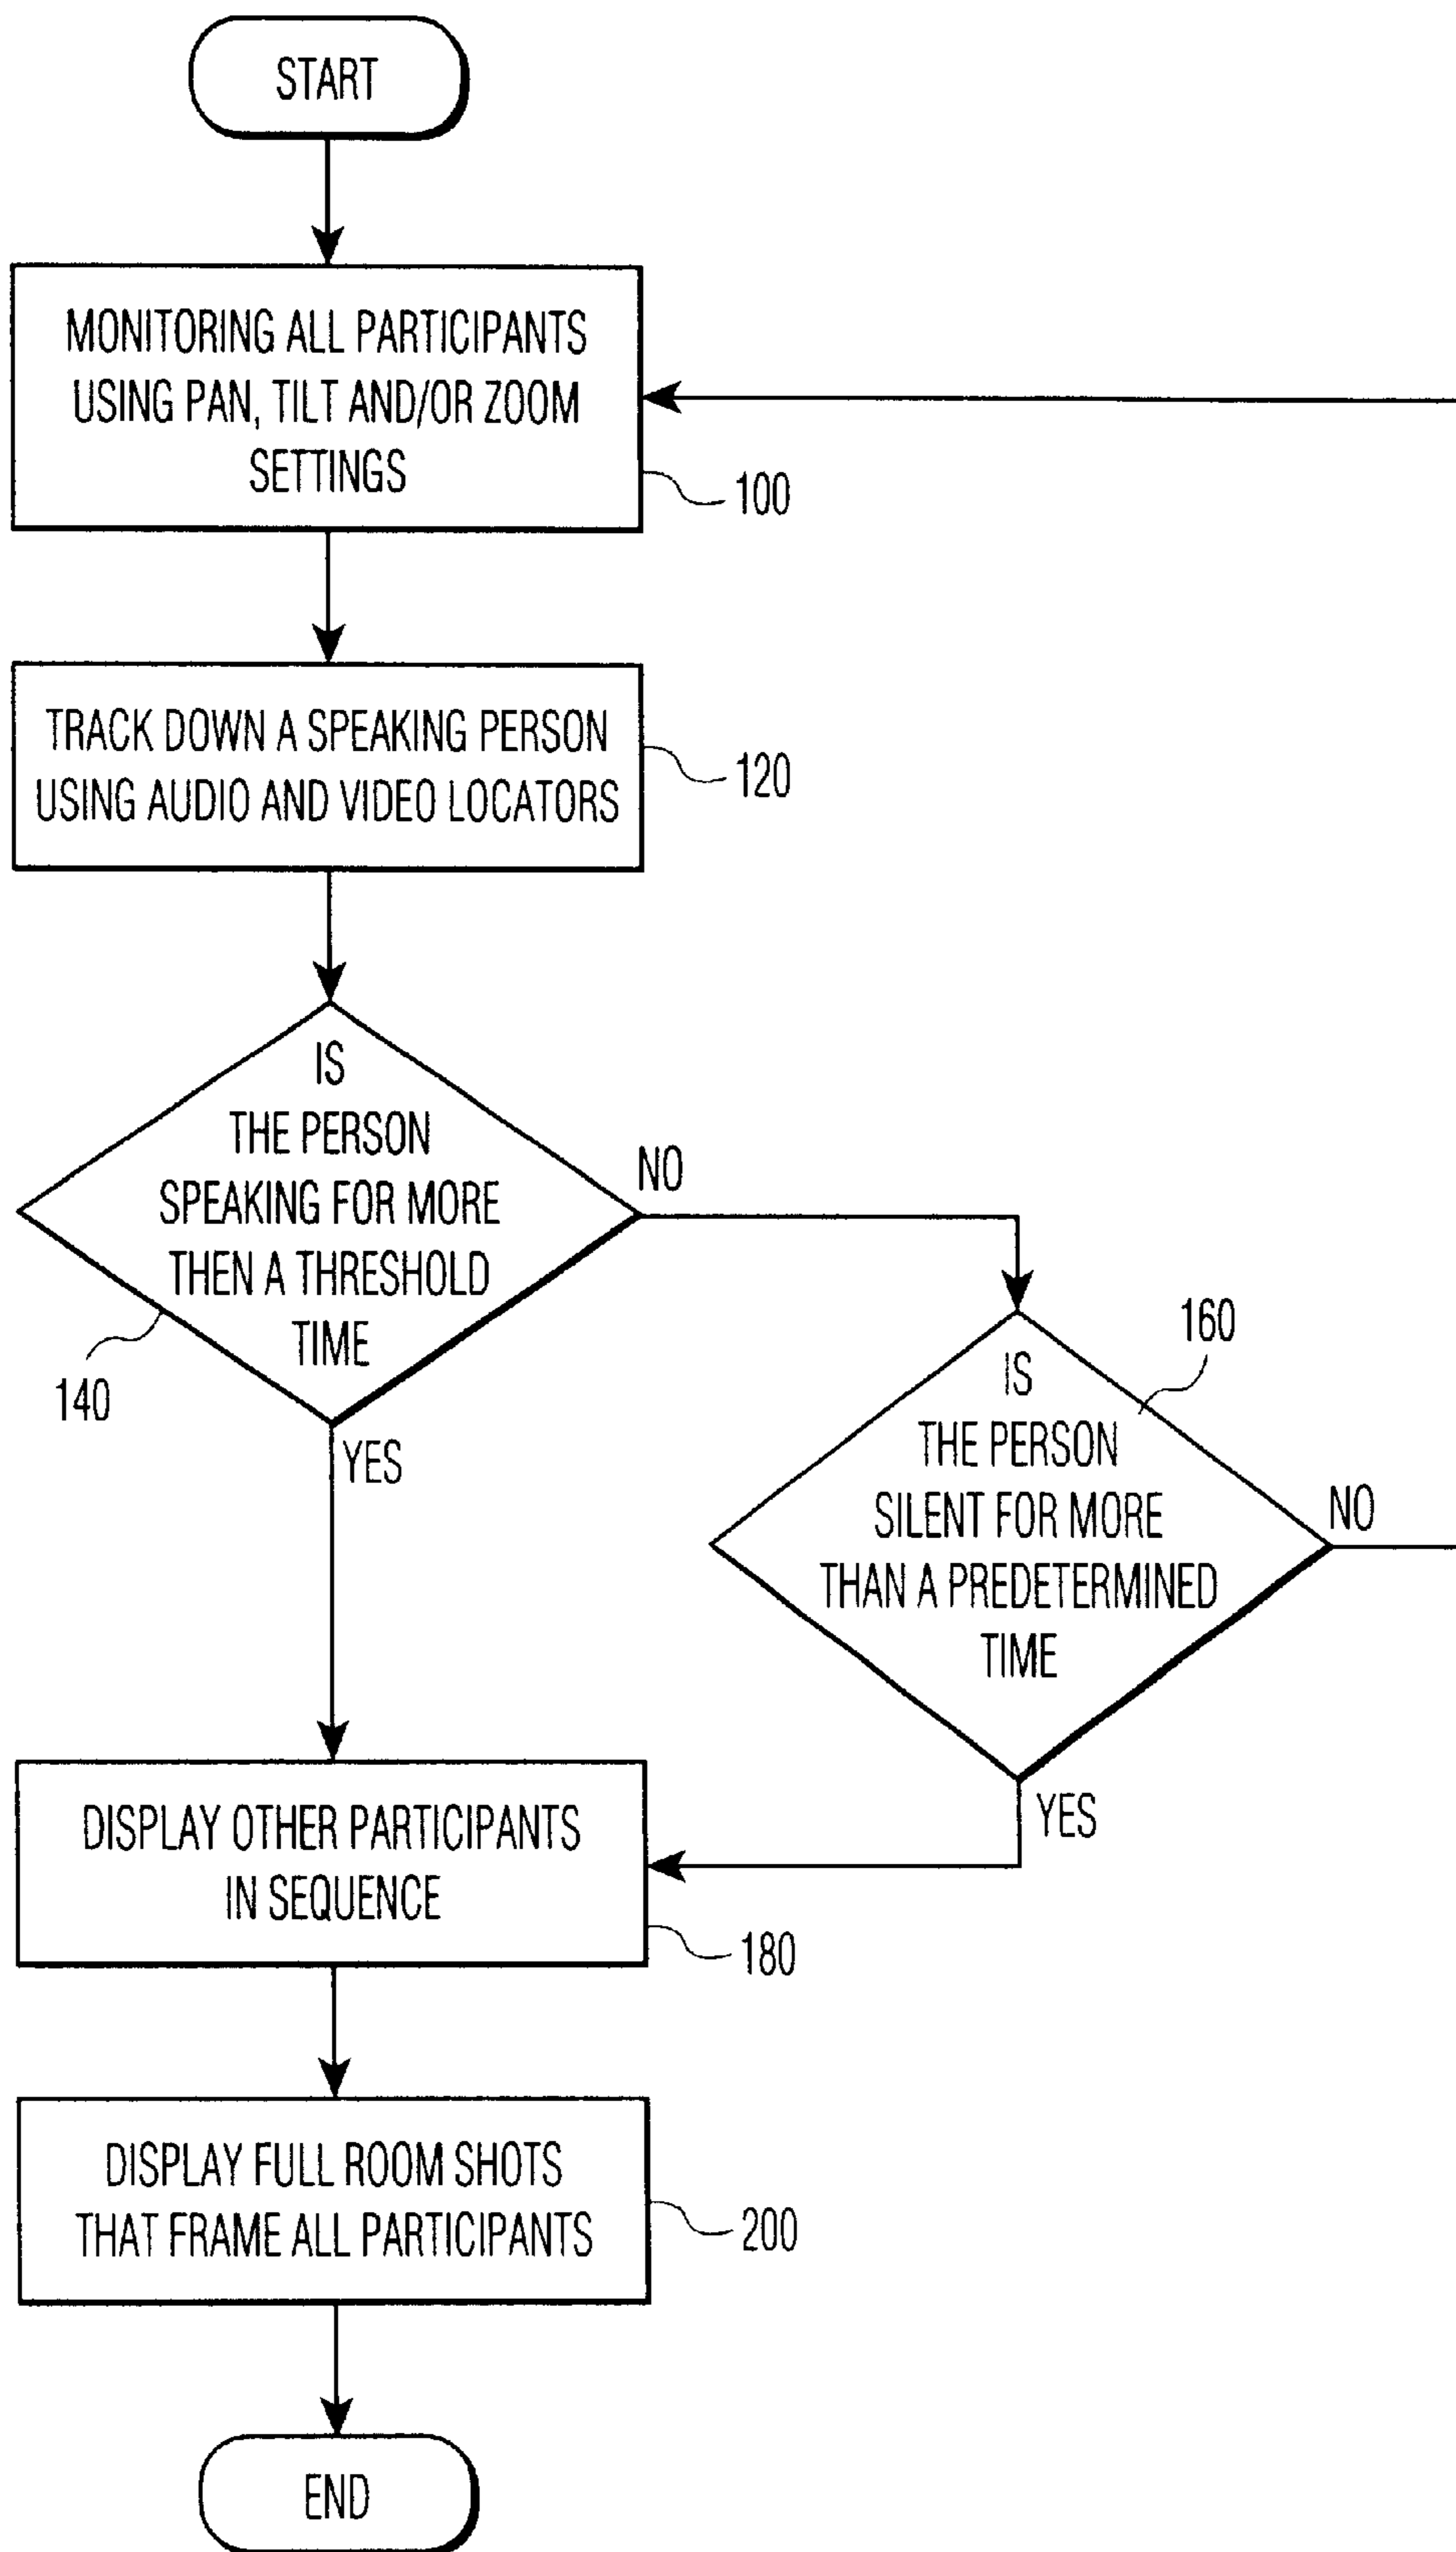 START
MONITORING ALL PARTICIPANTS
USING PAN, TILT AND/OR ZOOM
SETTINGS
100
TRACK DOWN A SPEAKING PERSON
USING AUDIO AND VIDEO LOCATORS
120
IS
THE PERSON
SPEAKING FOR MORE
THEN A THRESHOLD
TIME
140
NO
YES
160
IS
THE PERSON
SILENT FOR MORE
THAN A PREDETERMINED
TIME
NO
YES
DISPLAY OTHER PARTICIPANTS
IN SEQUENCE
180
DISPLAY FULL ROOM SHOTS
THAT FRAME ALL PARTICIPANTS
200
END